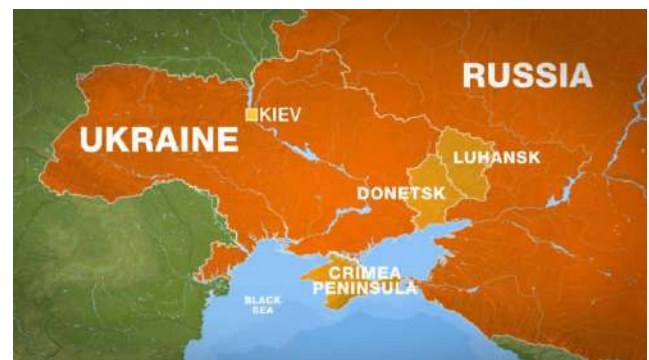 RUSSIA
KIEV
UKRAINE
LUHANSK
DONETSK
CRIMEA
PENINSULA
BLACK
SEA